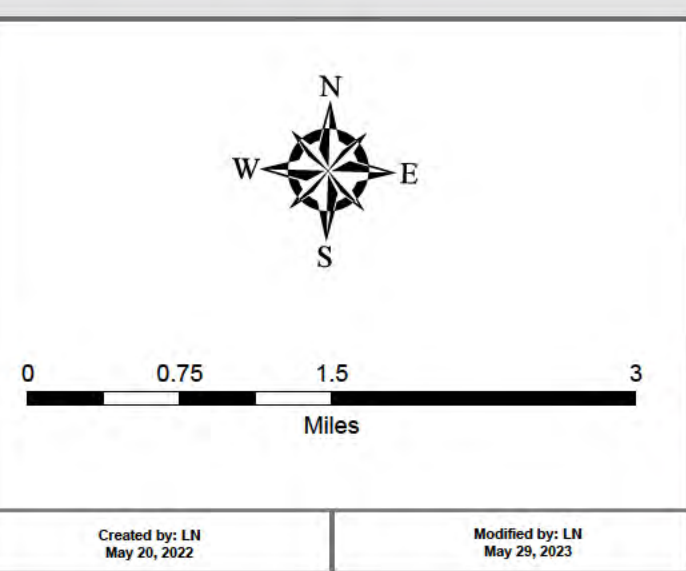 N
W E
S
0 0.75 1.5 3
Miles
Created by: LN
May 20, 2022
Modified by: LN
May 29, 2023